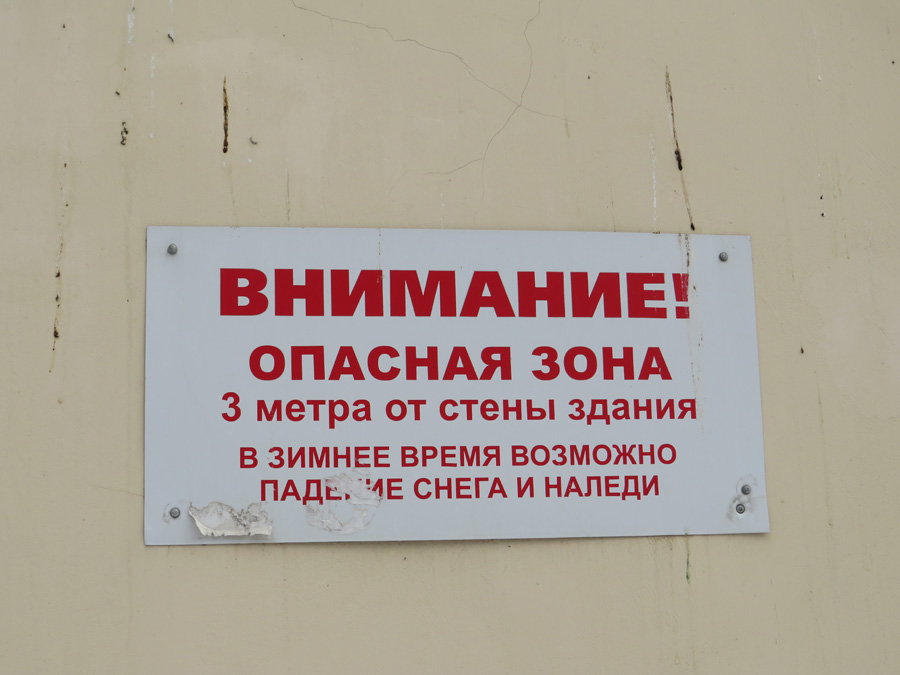 ВНИМАНИЕ!
ОПАСНАЯ ЗОНА
3 метра от стены здания
В ЗИМНЕЕ ВРЕМЯ ВОЗМОЖНО
ПАДЕНИЕ СНЕГА И НАЛЕДИ